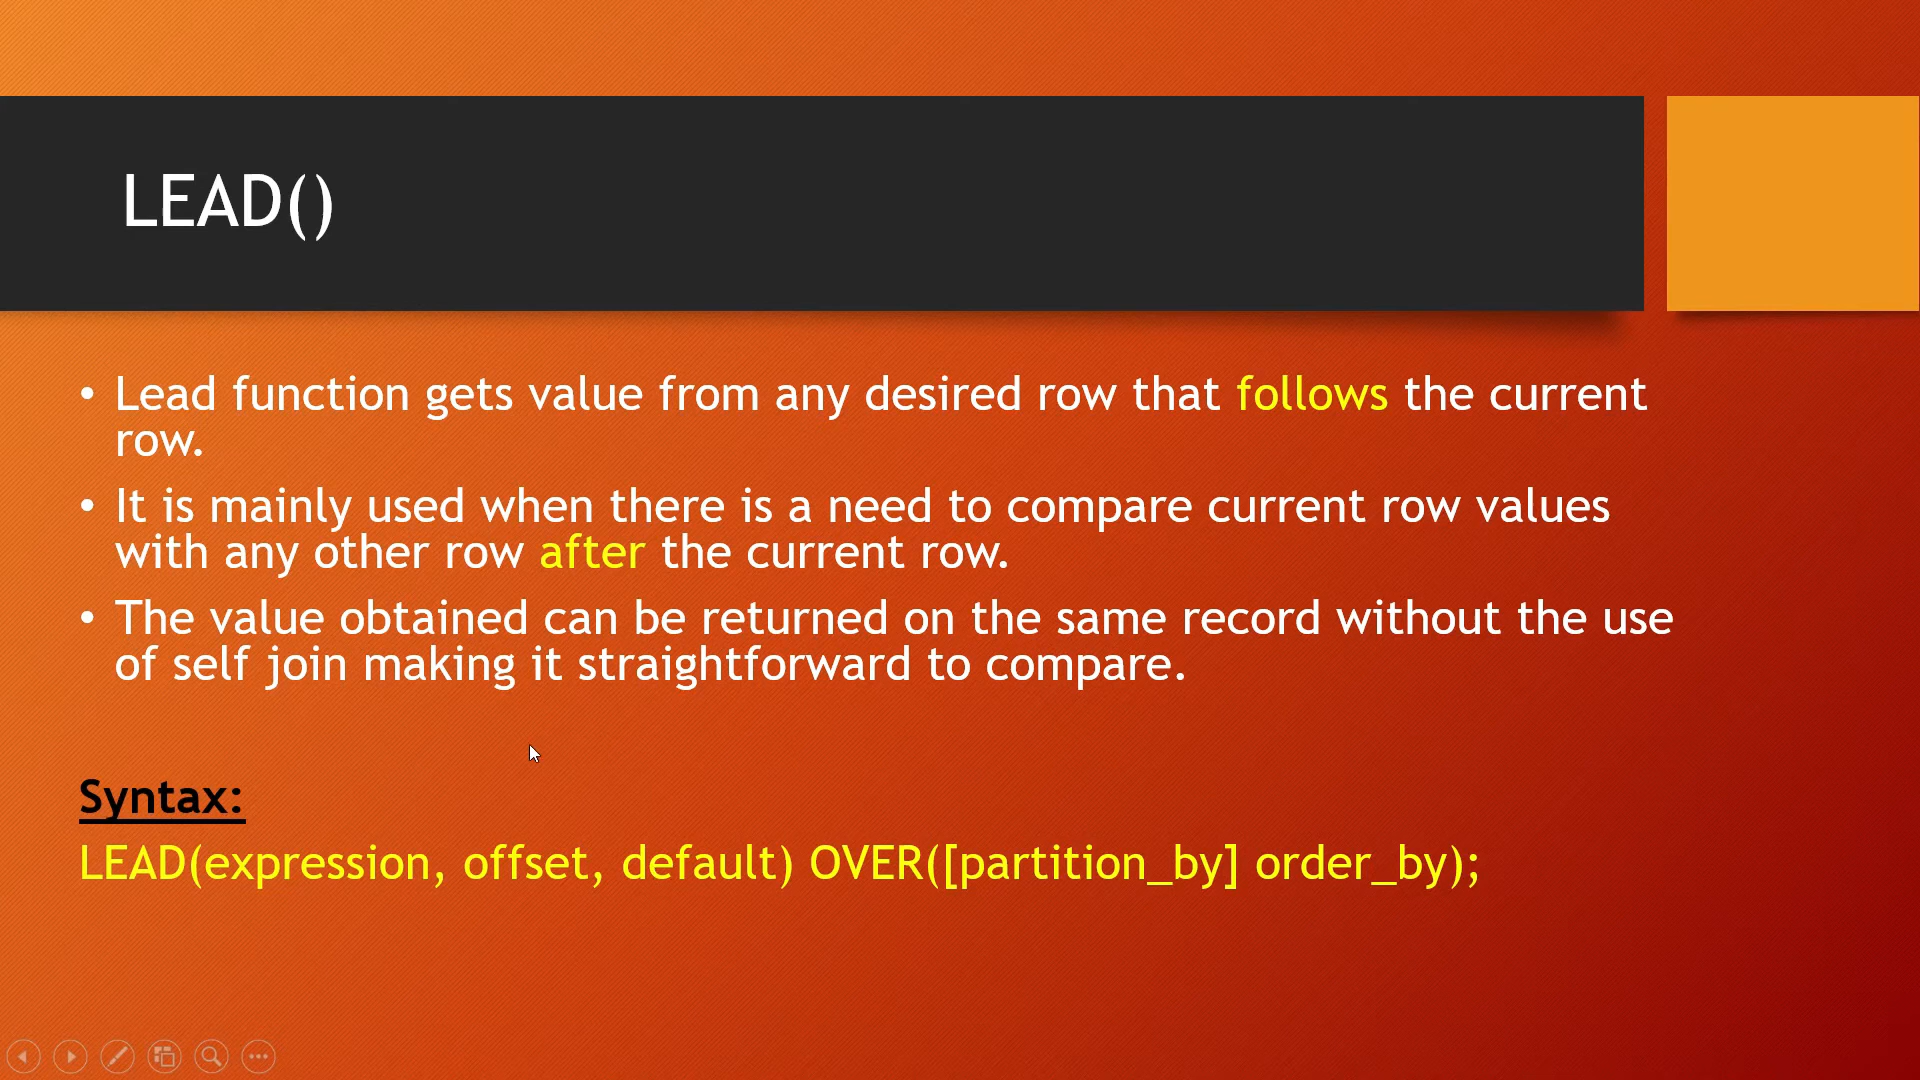 LEAD()
• Lead function gets value from any desired row that follows the current
row.
• It is mainly used when there is a need to compare current row values
with any other row after the current row.
• The value obtained can be returned on the same record without the use
of self join making it straightforward to compare.
Syntax:
LEAD(expression, offset, default) OVER([partition_by] order_by);